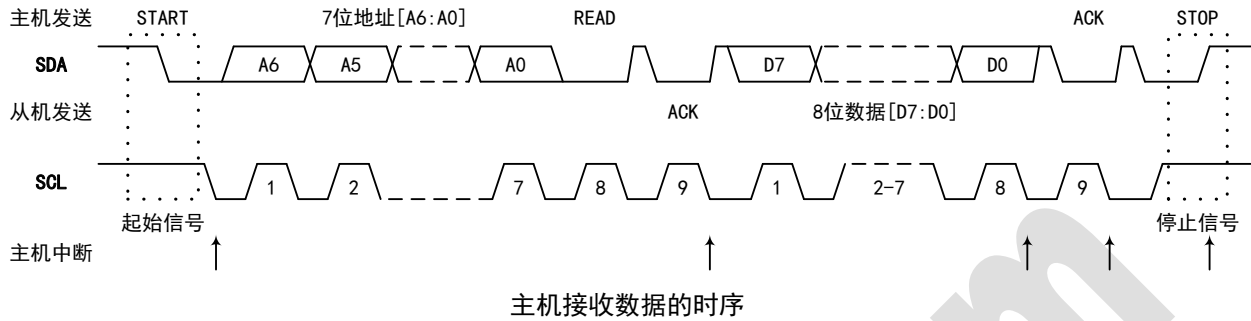 主机发送 START 7位地址[A6:A0] READ ACK STOP
SDA A6 A5 A0 D7 D0
从机发送 ACK 8位数据[D7:D0]
SCL 1 2 7 8 9 1 2-7 8 9
起始信号 停止信号
主机中断
主机接收数据的时序